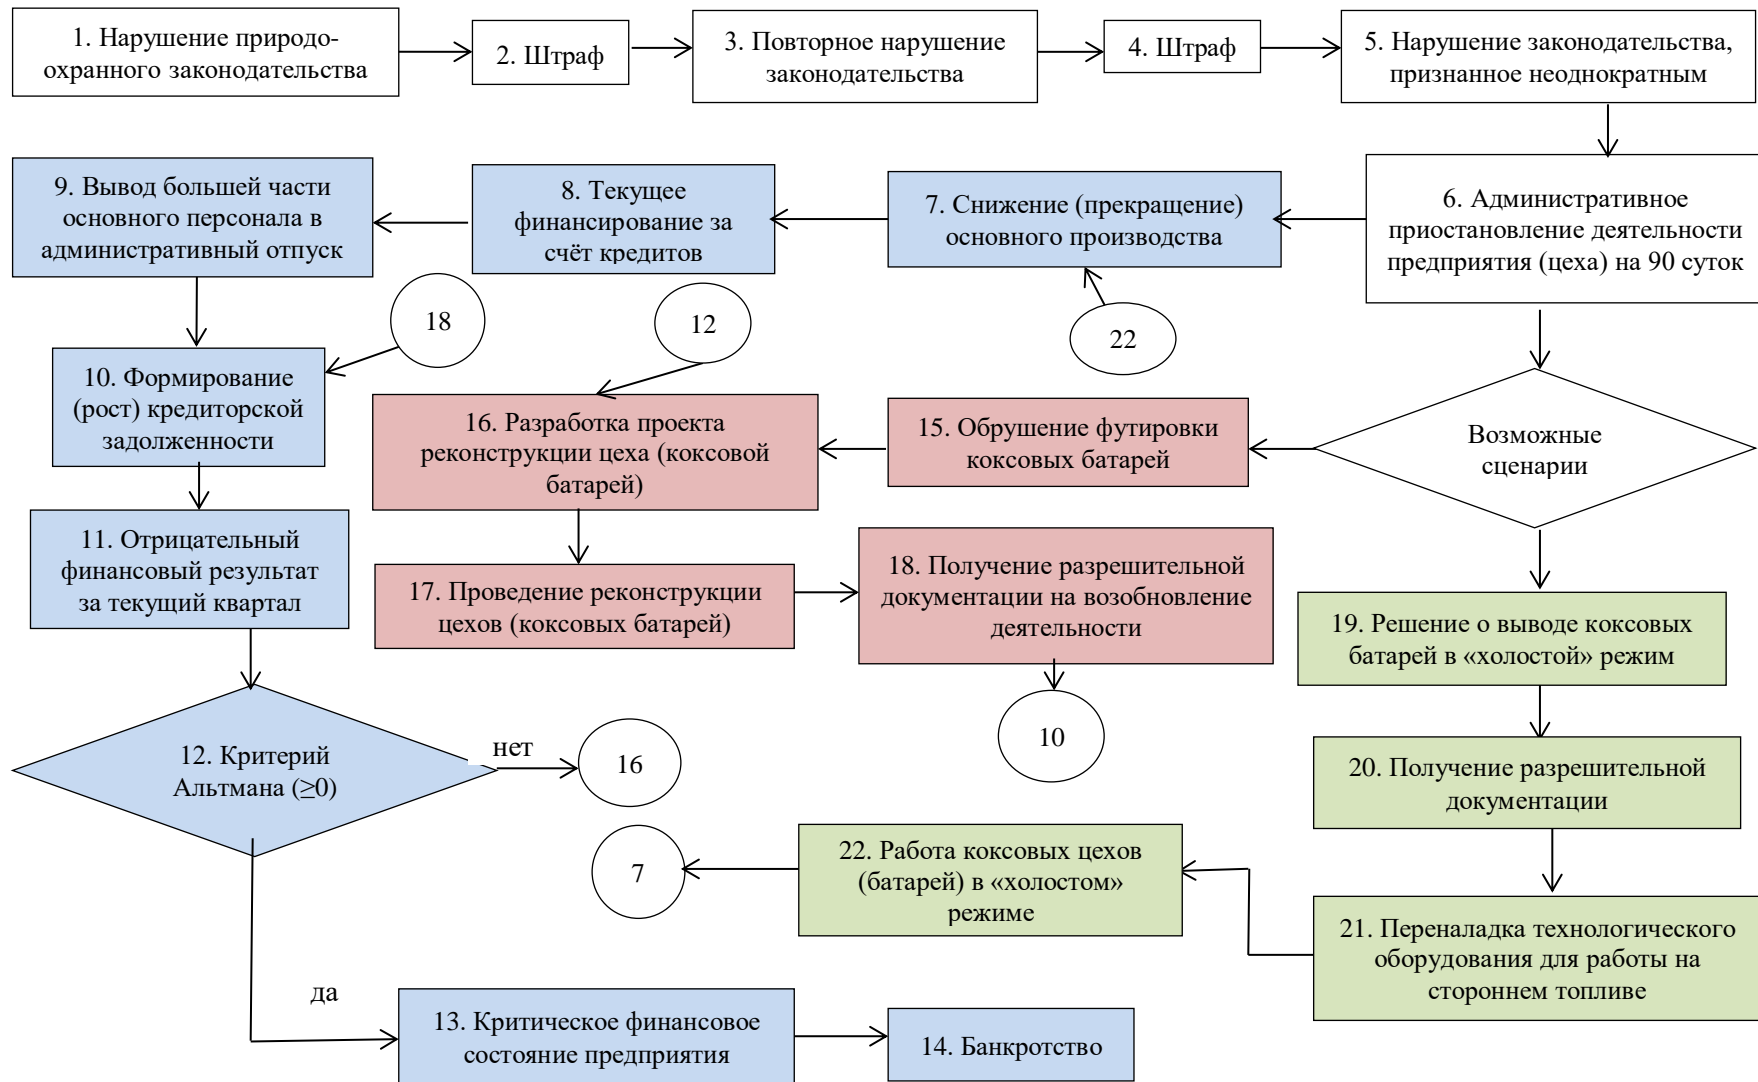 1. Нарушение природо-
охранного законодательства
2. Штраф
3. Повторное нарушение
законодательства
4. Штраф
5. Нарушение законодательства,
признанное неоднократным
9. Вывод большей части
основного персонала в
административный отпуск
8. Текущее
финансирование за
счёт кредитов
7. Снижение (прекращение)
основного производства
6. Административное
приостановление деятельности
предприятия (цеха) на 90 суток
18
12
22
10. Формирование
(рост) кредиторской
задолженности
16. Разработка проекта
реконструкции цеха (коксовой
батарей)
15. Обрушение футировки
коксовых батарей
Возможные
сценарии
11. Отрицательный
финансовый результат
за текущий квартал
17. Проведение реконструкции
цехов (коксовых батарей)
18. Получение разрешительной
документации на возобновление
деятельности
19. Решение о выводе коксовых
батарей в «холостой» режим
12. Критерий
Альтмана (≥0)
нет
16
10
20. Получение разрешительной
документации
7
22. Работа коксовых цехов
(батарей) в «холостом»
режиме
21. Переналадка технологического
оборудования для работы на
стороннем топливе
да
13. Критическое финансовое
состояние предприятия
14. Банкротство